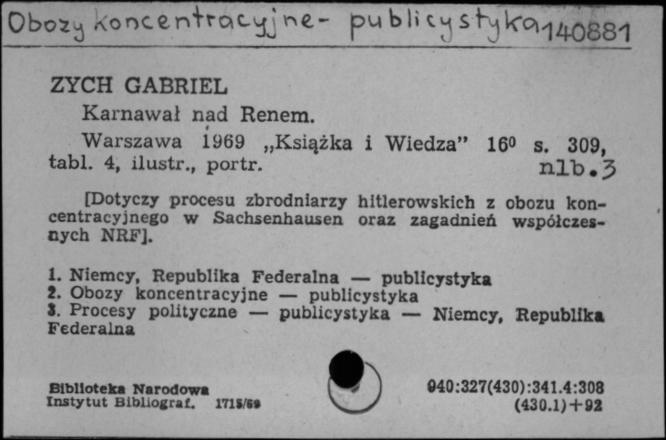 Obozy koncentracyjne - publicystyka 140881
ZYCH GABRIEL
Karnawał nad Renem.
Warszawa 1969 „Książka i Wiedza” 16⁰ s. 309,
tabl. 4, ilustr., portr. nlb. 3
[Dotyczy procesu zbrodniarzy hitlerowskich z obozu kon-
centracyjnego w Sachsenhausen oraz zagadnień współczes-
nych NRF].
1. Niemcy, Republika Federalna — publicystyka
2. Obozy koncentracyjne — publicystyka
3. Procesy polityczne — publicystyka — Niemcy, Republika
Federalna
Biblioteka Narodowa 940:327(430):341.4:308
Instytut Bibliograf. 1715/69 (430.1)+92